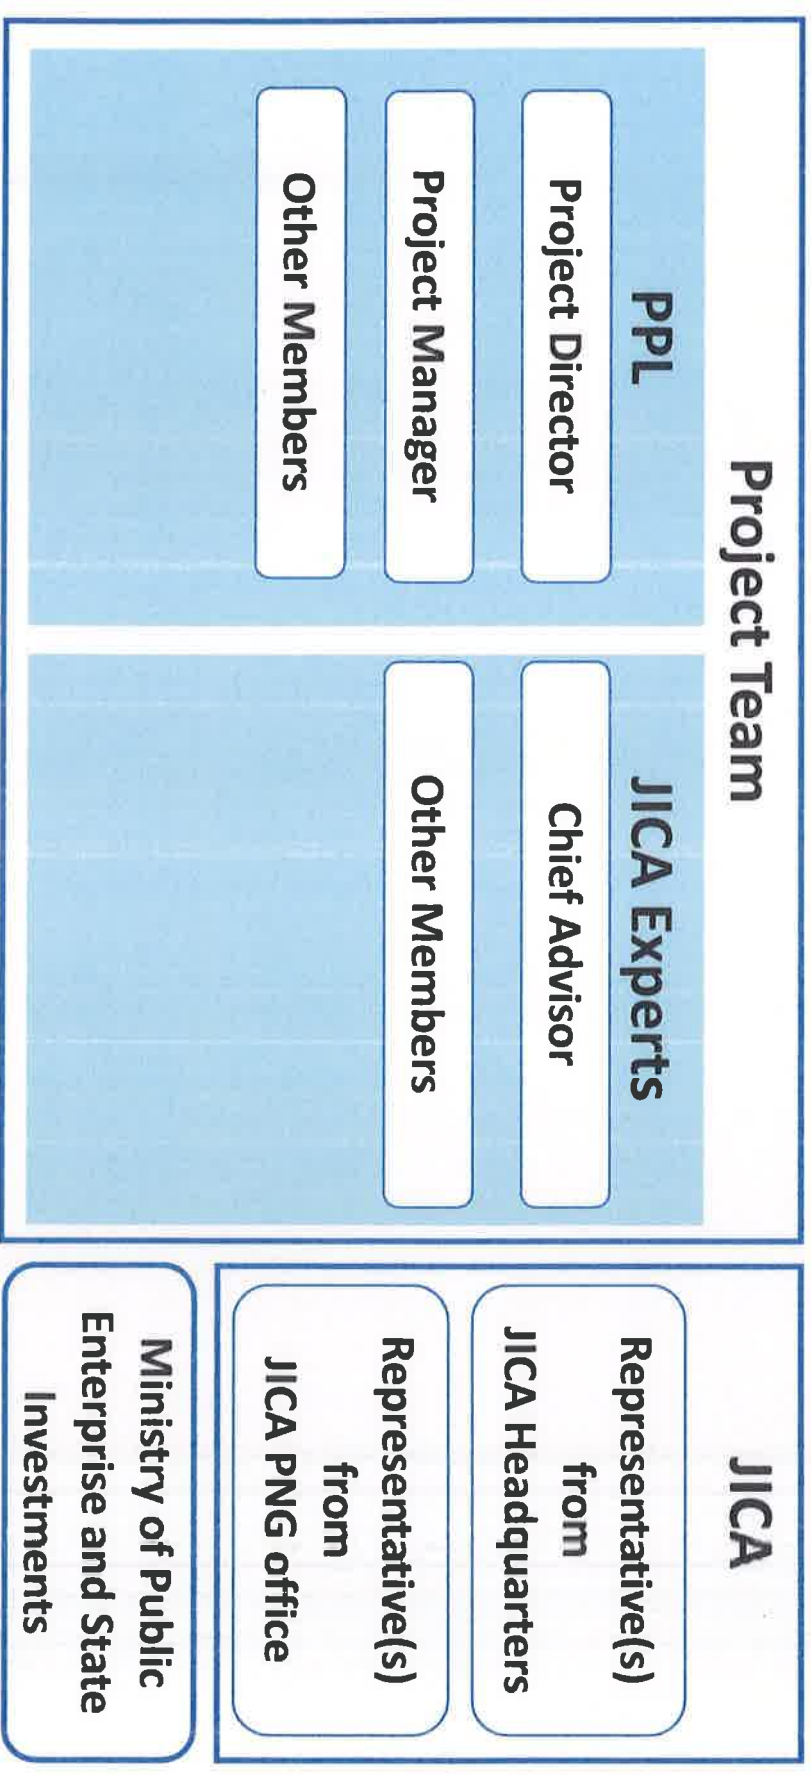 Project Team
PPL
Project Director
Project Manager
Other Members
JICA Experts
Chief Advisor
Other Members
JICA
Representative(s)
from
JICA Headquarters
Representative(s)
from
JICA PNG office
Ministry of Public
Enterprise and State
Investments